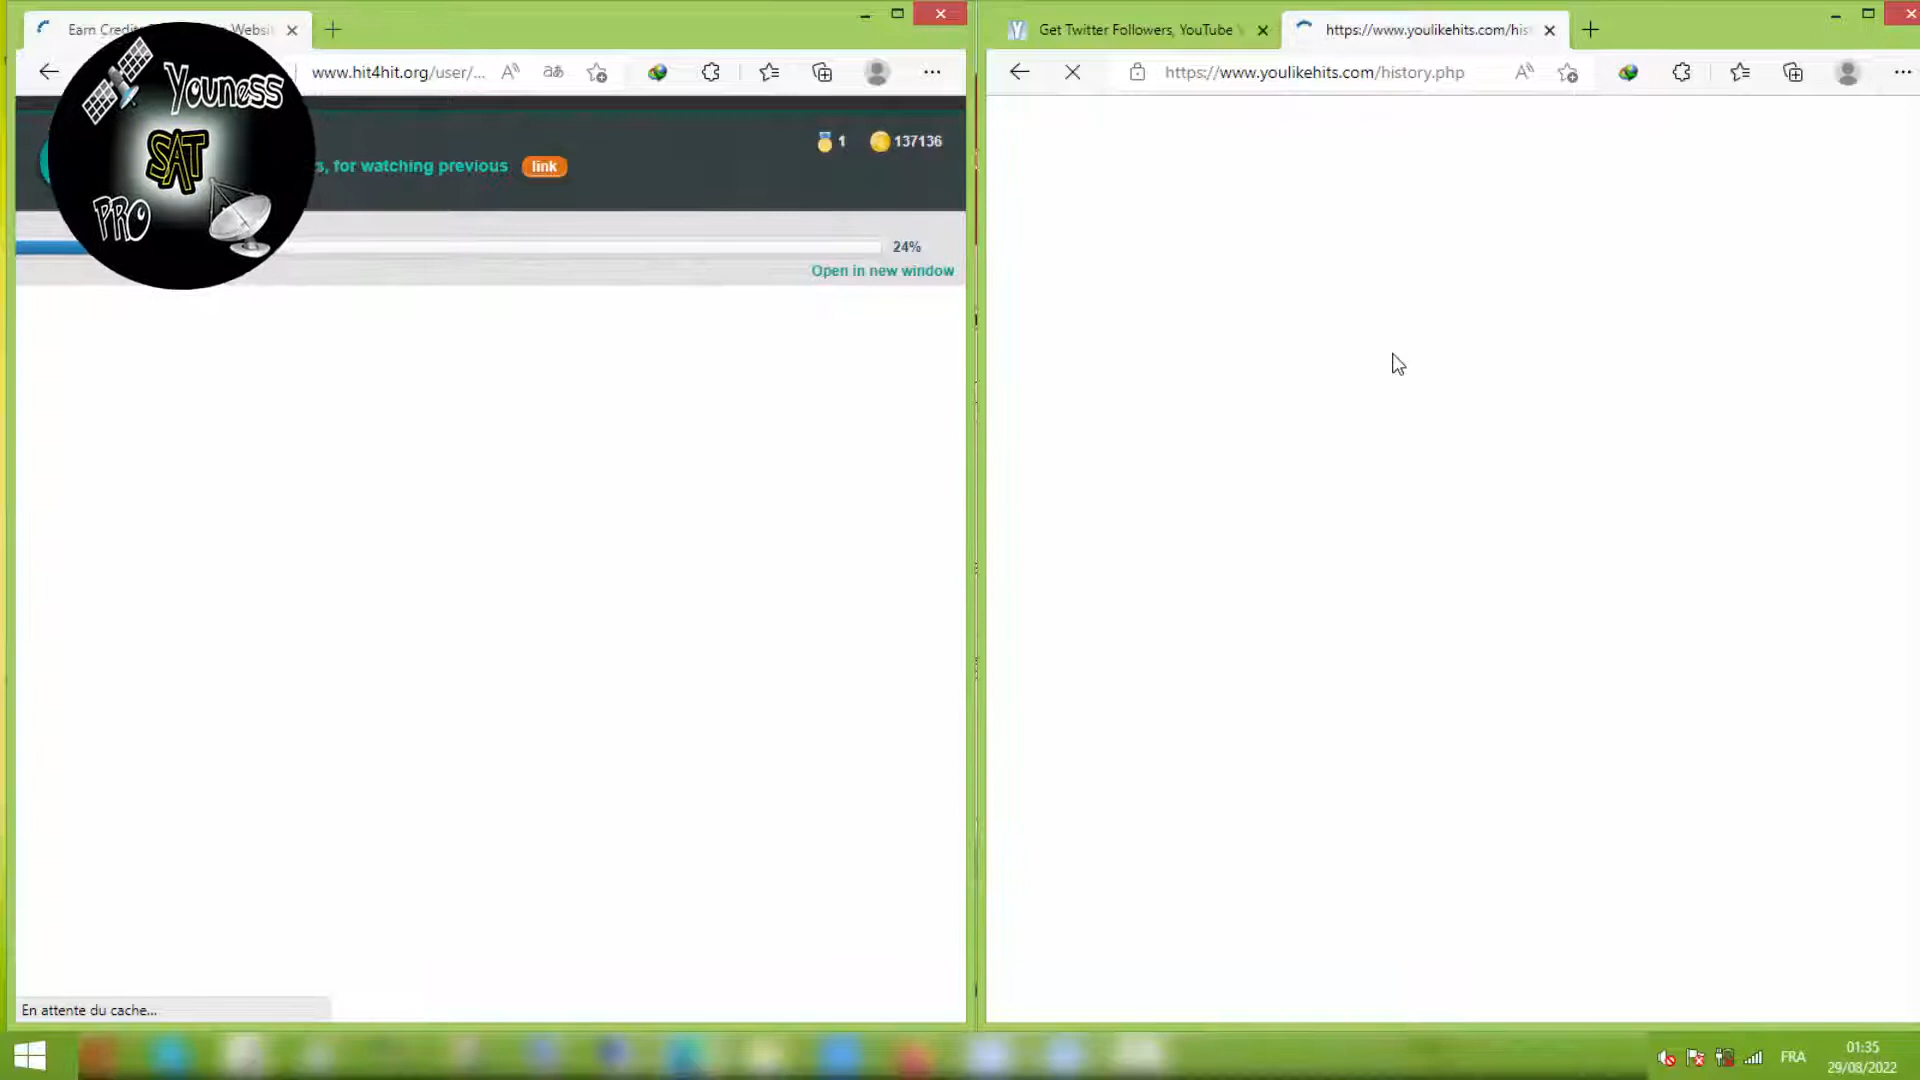 Earn Credit
Websi
Get Twitter Followers, YouTube
https://www.youlikehits.com/his
www.hit4hit.org/user/...
https://www.youlikehits.com/history.php
Youness
SAT
PRO
s, for watching previous link
1
137136
24%
Open in new window
En attente du cache...
FRA
01:35
29/08/2022